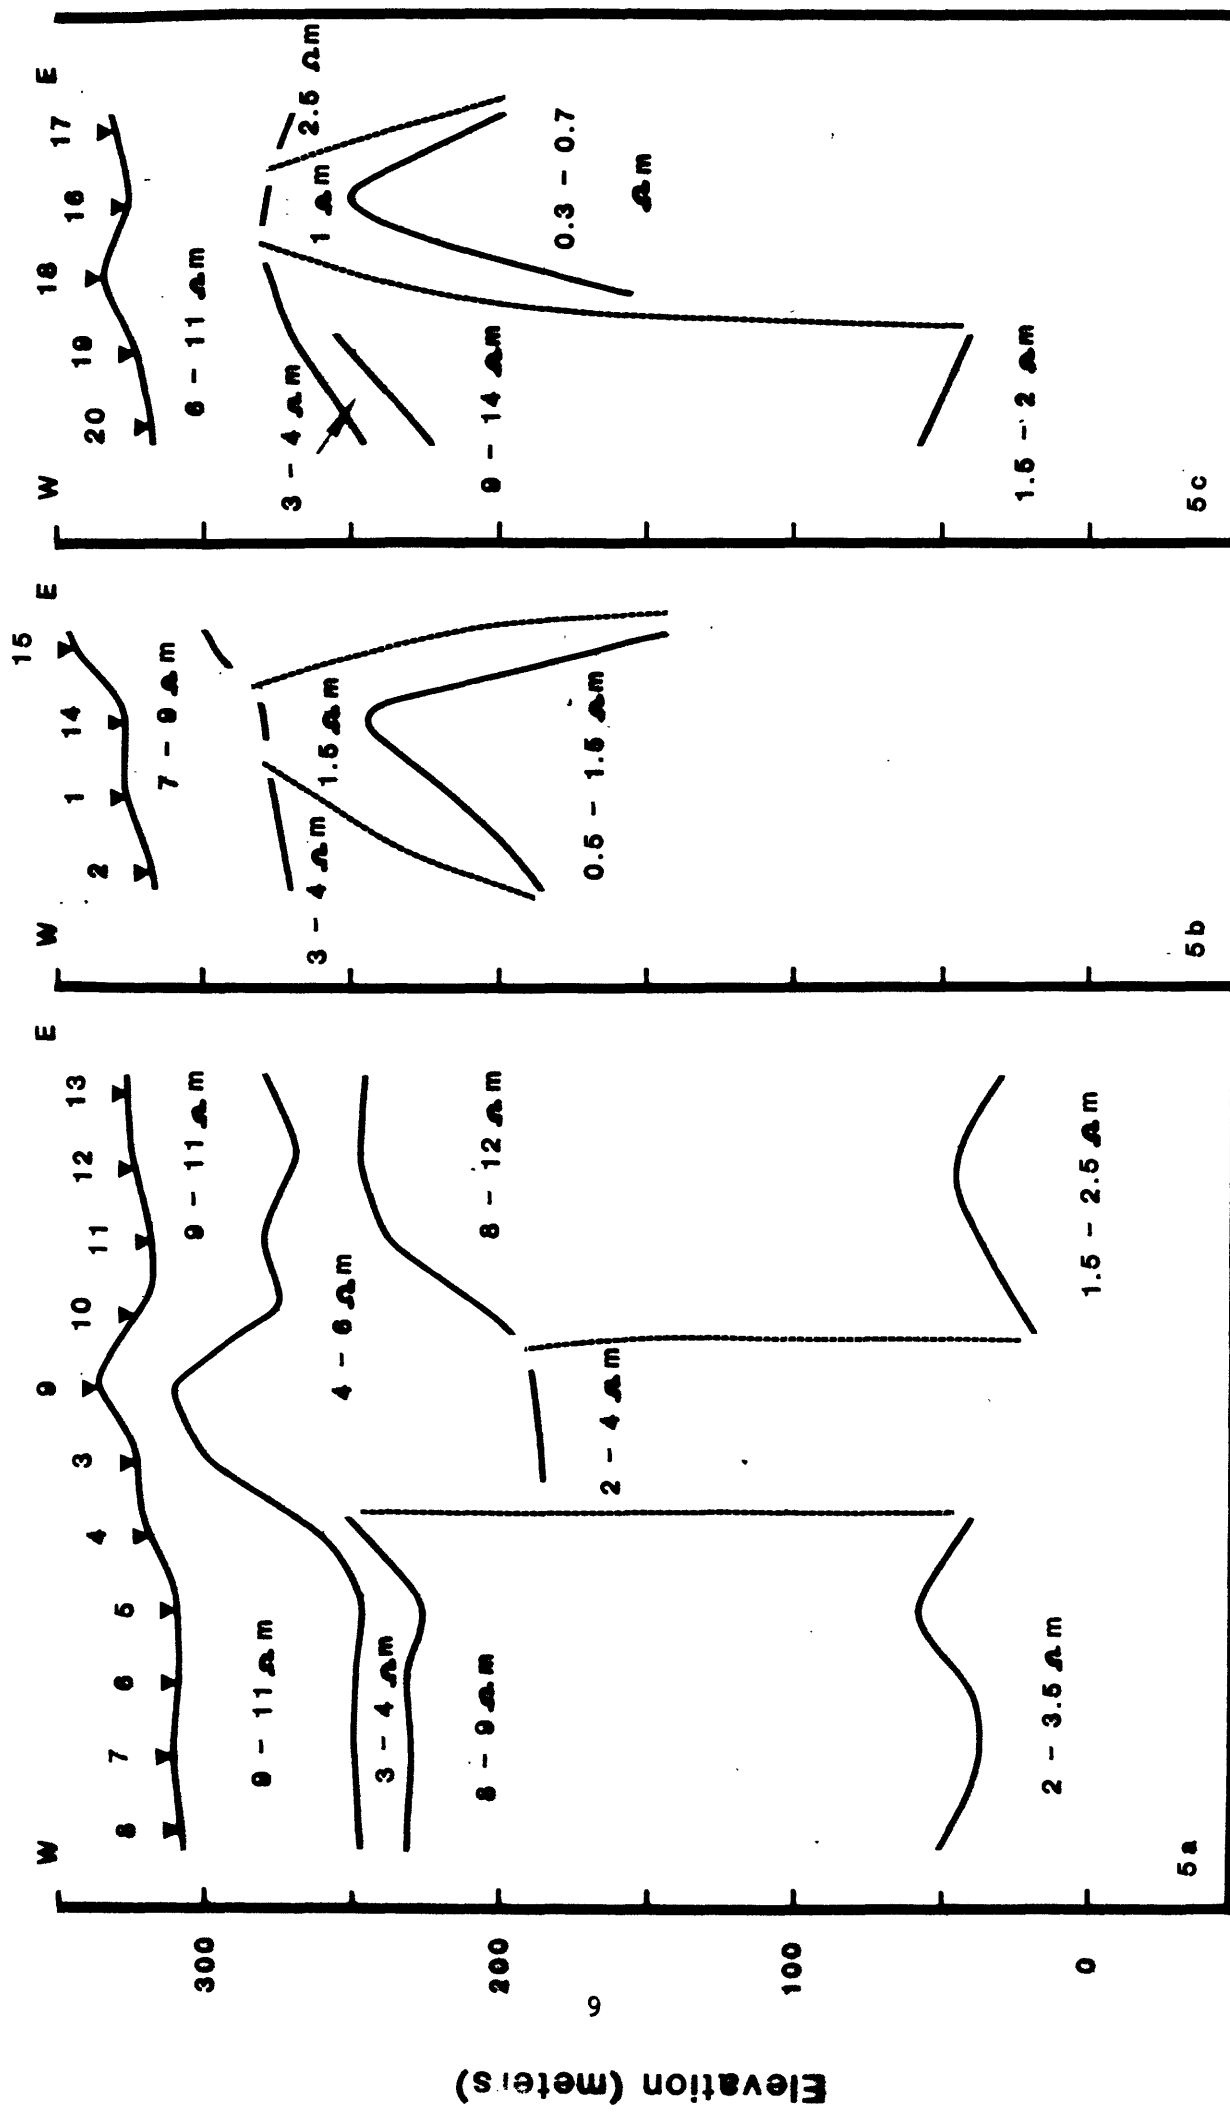 Elevation (meters)
300
200
100
0
W
E
8
7
6
5
4
3
9
10
11
12
13
9 - 11 Ωm
3 - 4 Ωm
8 - 9 Ωm
2 - 3.5 Ωm
2 - 4 Ωm
4 - 6 Ωm
9 - 11 Ωm
8 - 12 Ωm
1.5 - 2.5 Ωm
5a
W
E
2
1
14
15
7 - 9 Ωm
3 - 4 Ωm
1.5 Ωm
0.5 - 1.5 Ωm
5b
W
E
20
19
18
16
17
6 - 11 Ωm
3 - 4 Ωm
9 - 14 Ωm
1.5 - 2 Ωm
1 Ωm
2.5 Ωm
0.3 - 0.7
Ωm
5c
9